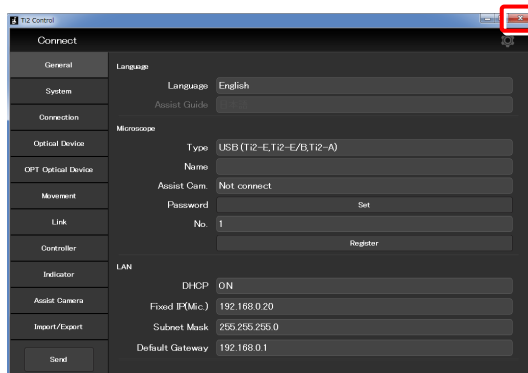 Ti2 Control
Connect
General
System
Connection
Optical Device
OPT Optical Device
Movement
Link
Controller
Indicator
Assist Camera
Import/Export
Send
Language
Language English
Assist Guide
Microscope
Type USB (Ti2-E,Ti2-E/B,Ti2-A)
Name
Assist Cam. Not connect
Password Set
No. 1
Register
LAN
DHCP ON
Fixed IP(Mic.) 192.168.0.20
Subnet Mask 255.255.255.0
Default Gateway 192.168.0.1